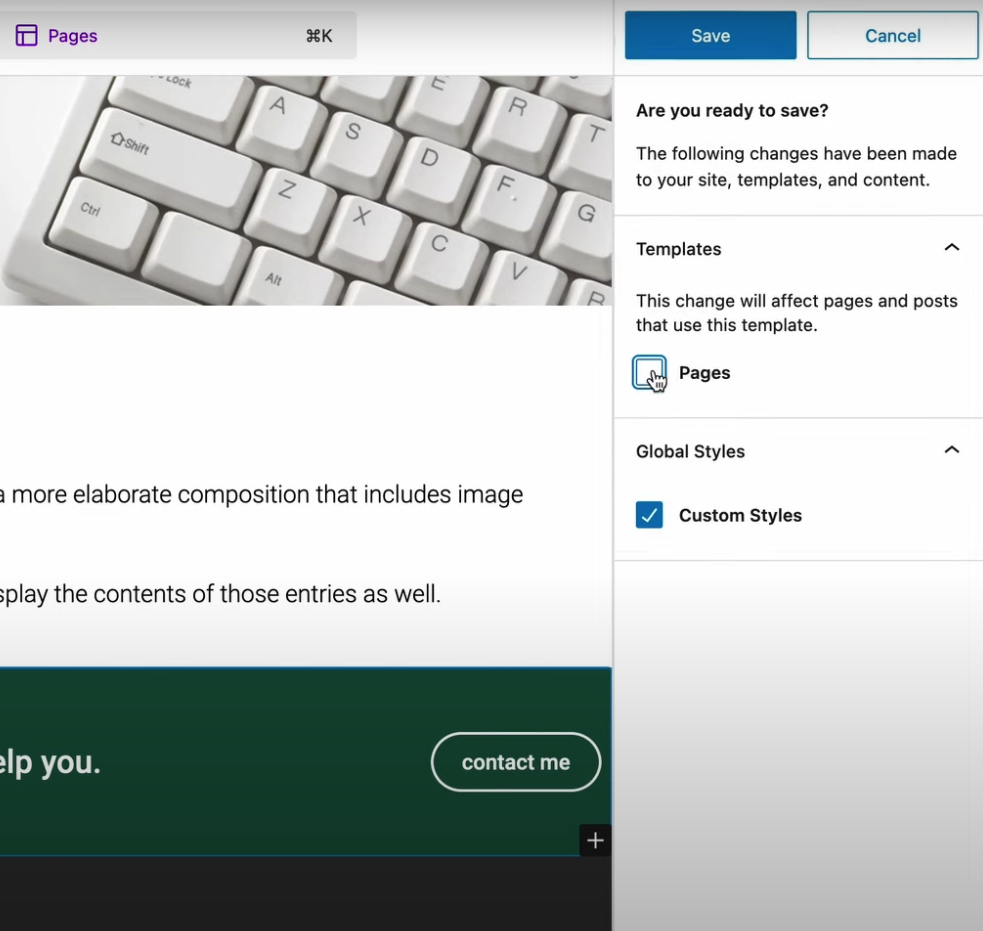 Pages
⌘K
Save
Cancel
Are you ready to save?
The following changes have been made
to your site, templates, and content.
Templates
This change will affect pages and posts
that use this template.
Pages
Global Styles
Custom Styles
Lock
A
S
D
E
R
T
F
G
Shift
Z
X
C
V
B
Ctrl
Alt
a more elaborate composition that includes image
splay the contents of those entries as well.
elp you.
contact me